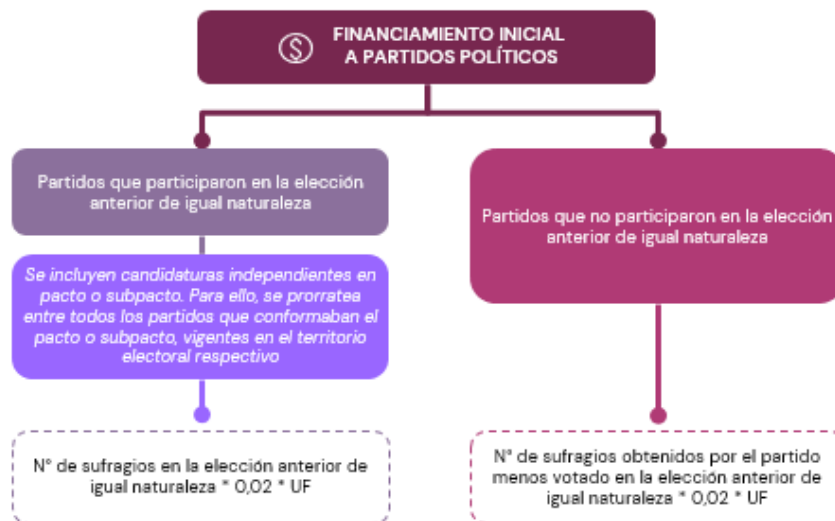 FINANCIAMIENTO INICIAL
A PARTIDOS POLÍTICOS
Partidos que participaron en la elección
anterior de igual naturaleza
Se incluyen candidaturas independientes en
pacto o subpacto. Para ello, se prorratea
entre todos los partidos que conformaban el
pacto o subpacto, vigentes en el territorio
electoral respectivo
N° de sufragios en la elección anterior de
igual naturaleza * 0,02 * UF
Partidos que no participaron en la elección
anterior de igual naturaleza
N° de sufragios obtenidos por el partido
menos votado en la elección anterior de
igual naturaleza * 0,02 * UF